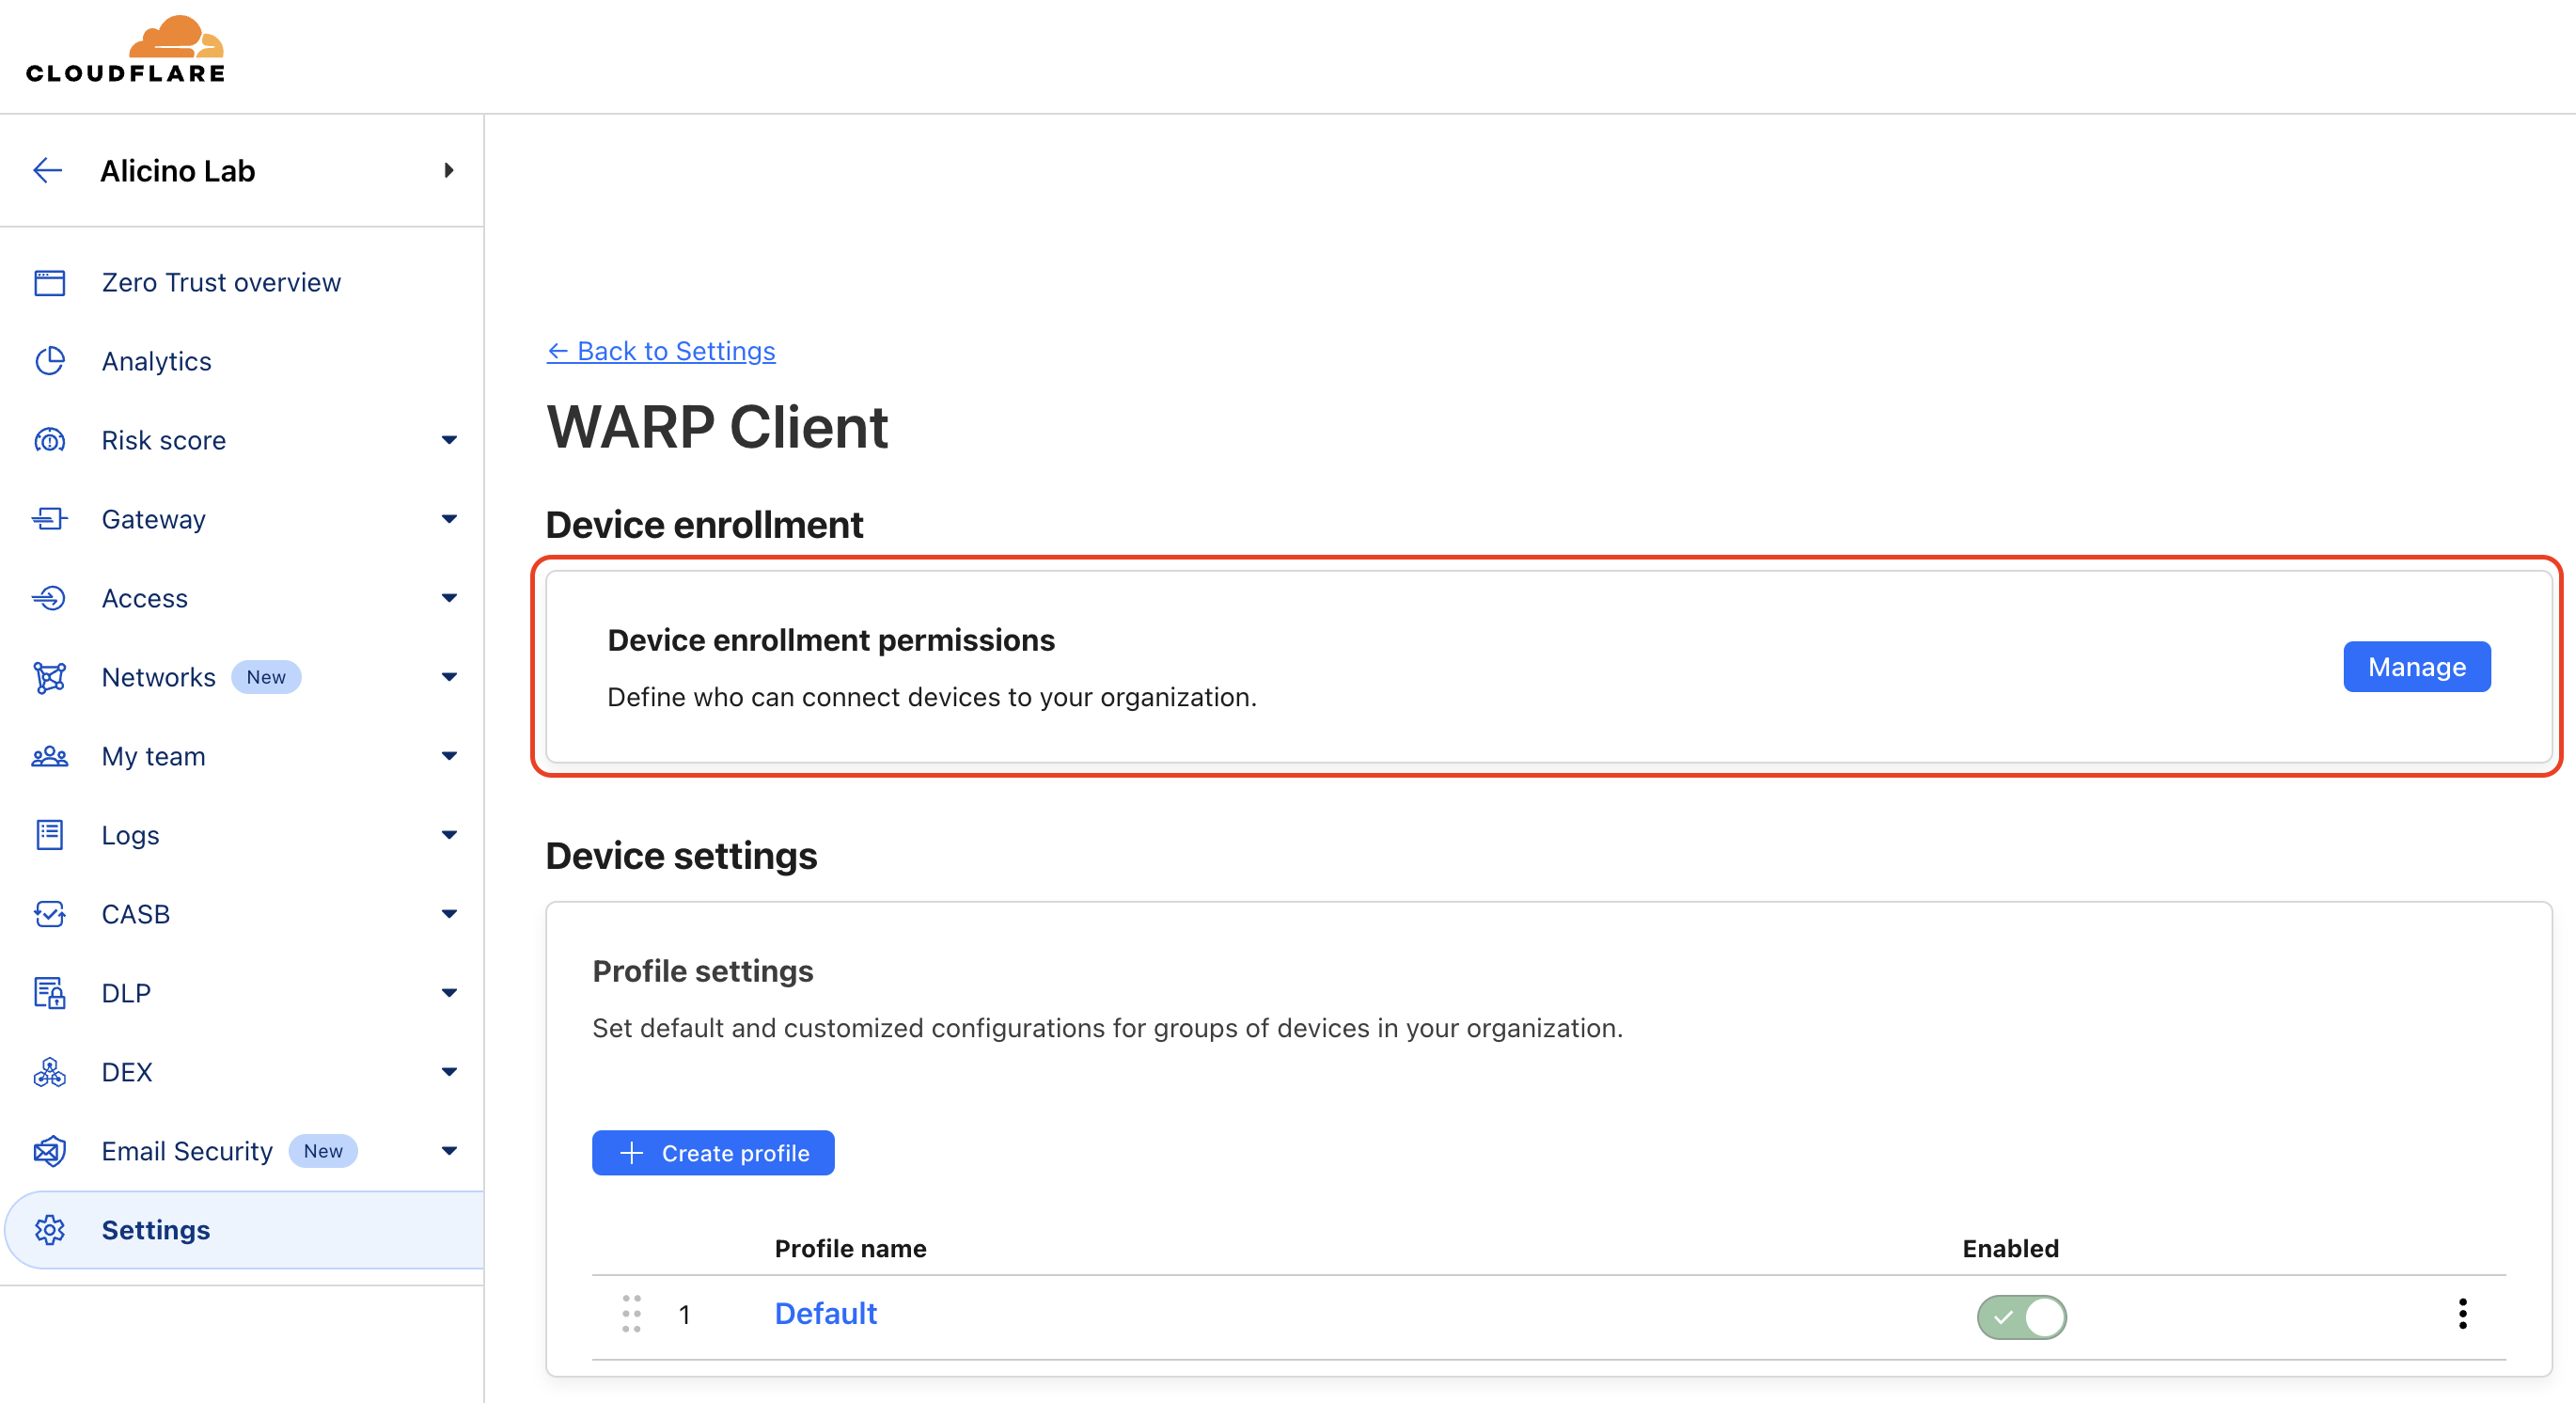 CLOUDFLARE
Alicino Lab
Zero Trust overview
Analytics
Risk score
Gateway
Access
Networks New
My team
Logs
CASB
DLP
DEX
Email Security New
Settings
← Back to Settings
WARP Client
Device enrollment
Device enrollment permissions
Define who can connect devices to your organization.
Manage
Device settings
Profile settings
Set default and customized configurations for groups of devices in your organization.
+ Create profile
Profile name Enabled
1 Default